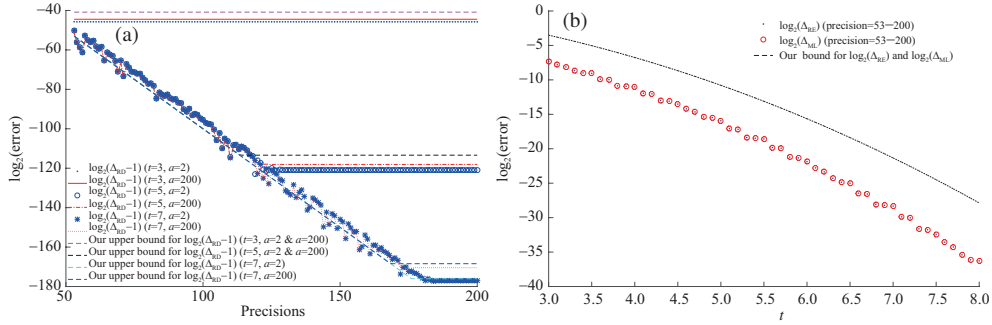 (a)
−40
−60
−80
−100
−120
−140
−160
−180
log₂(error)
50
100
150
200
Precisions
log₂(Δ_RD−1) (t=3, a=2)
log₂(Δ_RD−1) (t=3, a=200)
log₂(Δ_RD−1) (t=5, a=2)
log₂(Δ_RD−1) (t=5, a=200)
log₂(Δ_RD−1) (t=7, a=2)
log₂(Δ_RD−1) (t=7, a=200)
Our upper bound for log₂(Δ_RD−1) (t=3, a=2 & a=200)
Our upper bound for log₂(Δ_RD−1) (t=5, a=2 & a=200)
Our upper bound for log₂(Δ_RD−1) (t=7, a=2)
Our upper bound for log₂(Δ_RD−1) (t=7, a=200)
(b)
−0
−5
−10
−15
−20
−25
−30
−35
−40
log₂(error)
3.0
3.5
4.0
4.5
5.0
5.5
6.0
6.5
7.0
7.5
8.0
t
log₂(Δ_RE) (precision=53−200)
log₂(Δ_ML) (precision=53−200)
Our bound for log₂(Δ_RE) and log₂(Δ_ML)